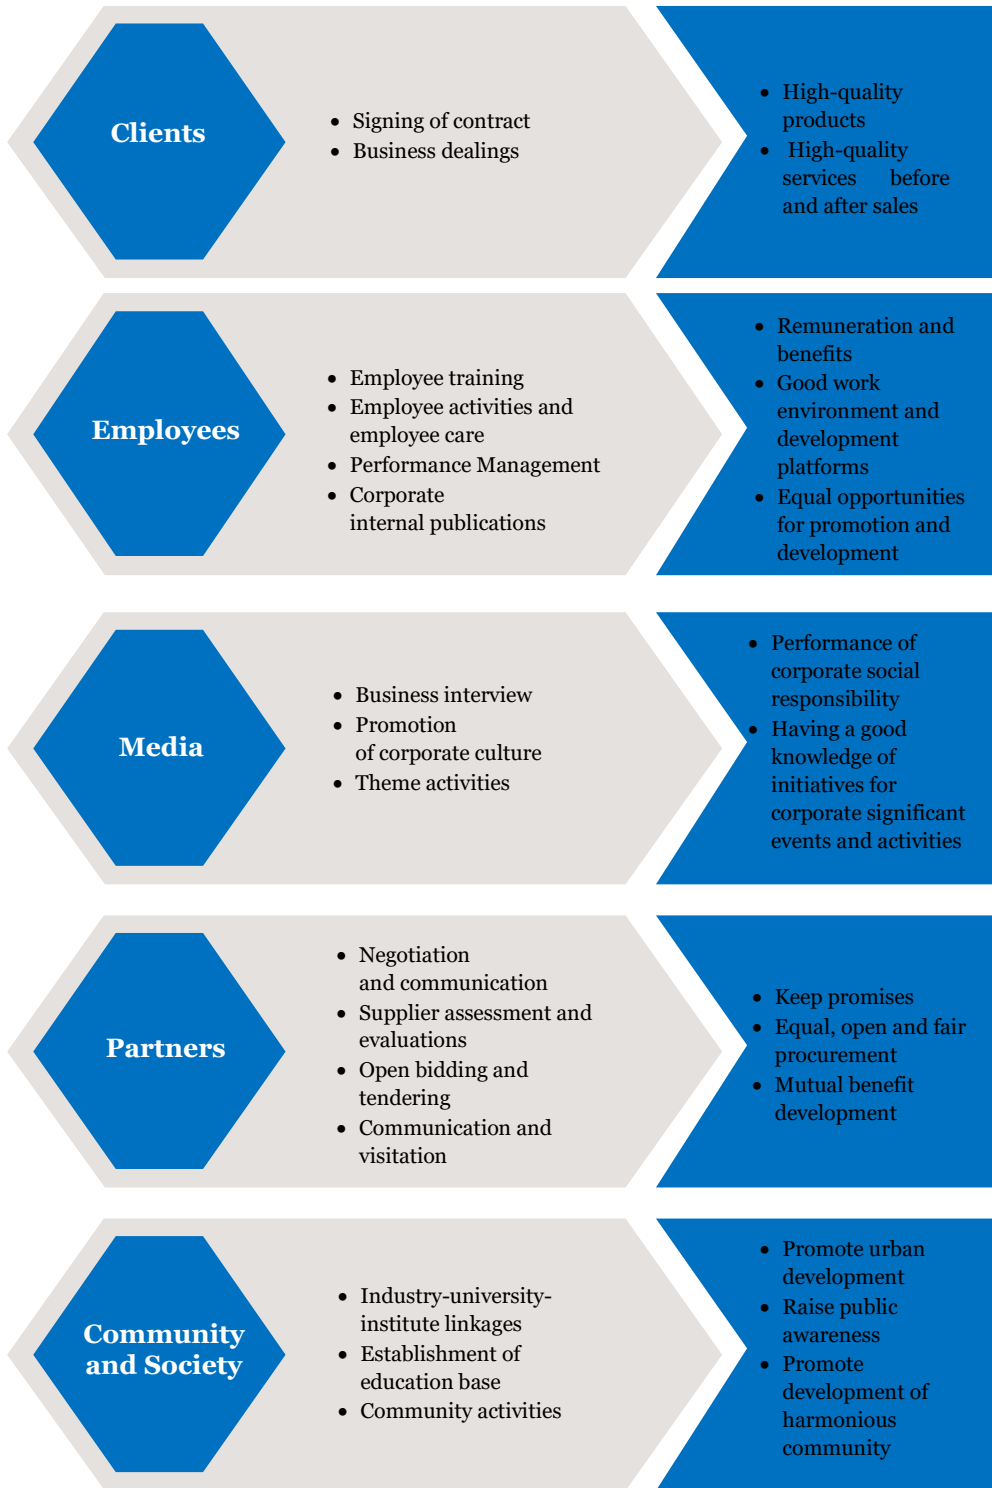 Clients
• Signing of contract
• Business dealings
• High-quality
products
• High-quality
services before
and after sales
Employees
• Employee training
• Employee activities and
employee care
• Performance Management
• Corporate
internal publications
• Remuneration and
benefits
• Good work
environment and
development
platforms
• Equal opportunities
for promotion and
development
Media
• Business interview
• Promotion
of corporate culture
• Theme activities
• Performance of
corporate social
responsibility
• Having a good
knowledge of
initiatives for
corporate significant
events and activities
Partners
• Negotiation
and communication
• Supplier assessment and
evaluations
• Open bidding and
tendering
• Communication and
visitation
• Keep promises
• Equal, open and fair
procurement
• Mutual benefit
development
Community
and Society
• Industry-university-
institute linkages
• Establishment of
education base
• Community activities
• Promote urban
development
• Raise public
awareness
• Promote
development of
harmonious
community